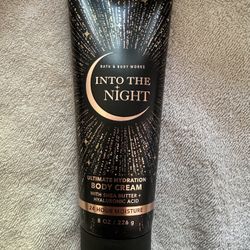 BATH & BODY WORKS
INTO THE
NIGHT
ULTIMATE HYDRATION
BODY CREAM
WITH SHEA BUTTER +
HYALURONIC ACID
24 HOUR MOISTURE
8 OZ / 226 g